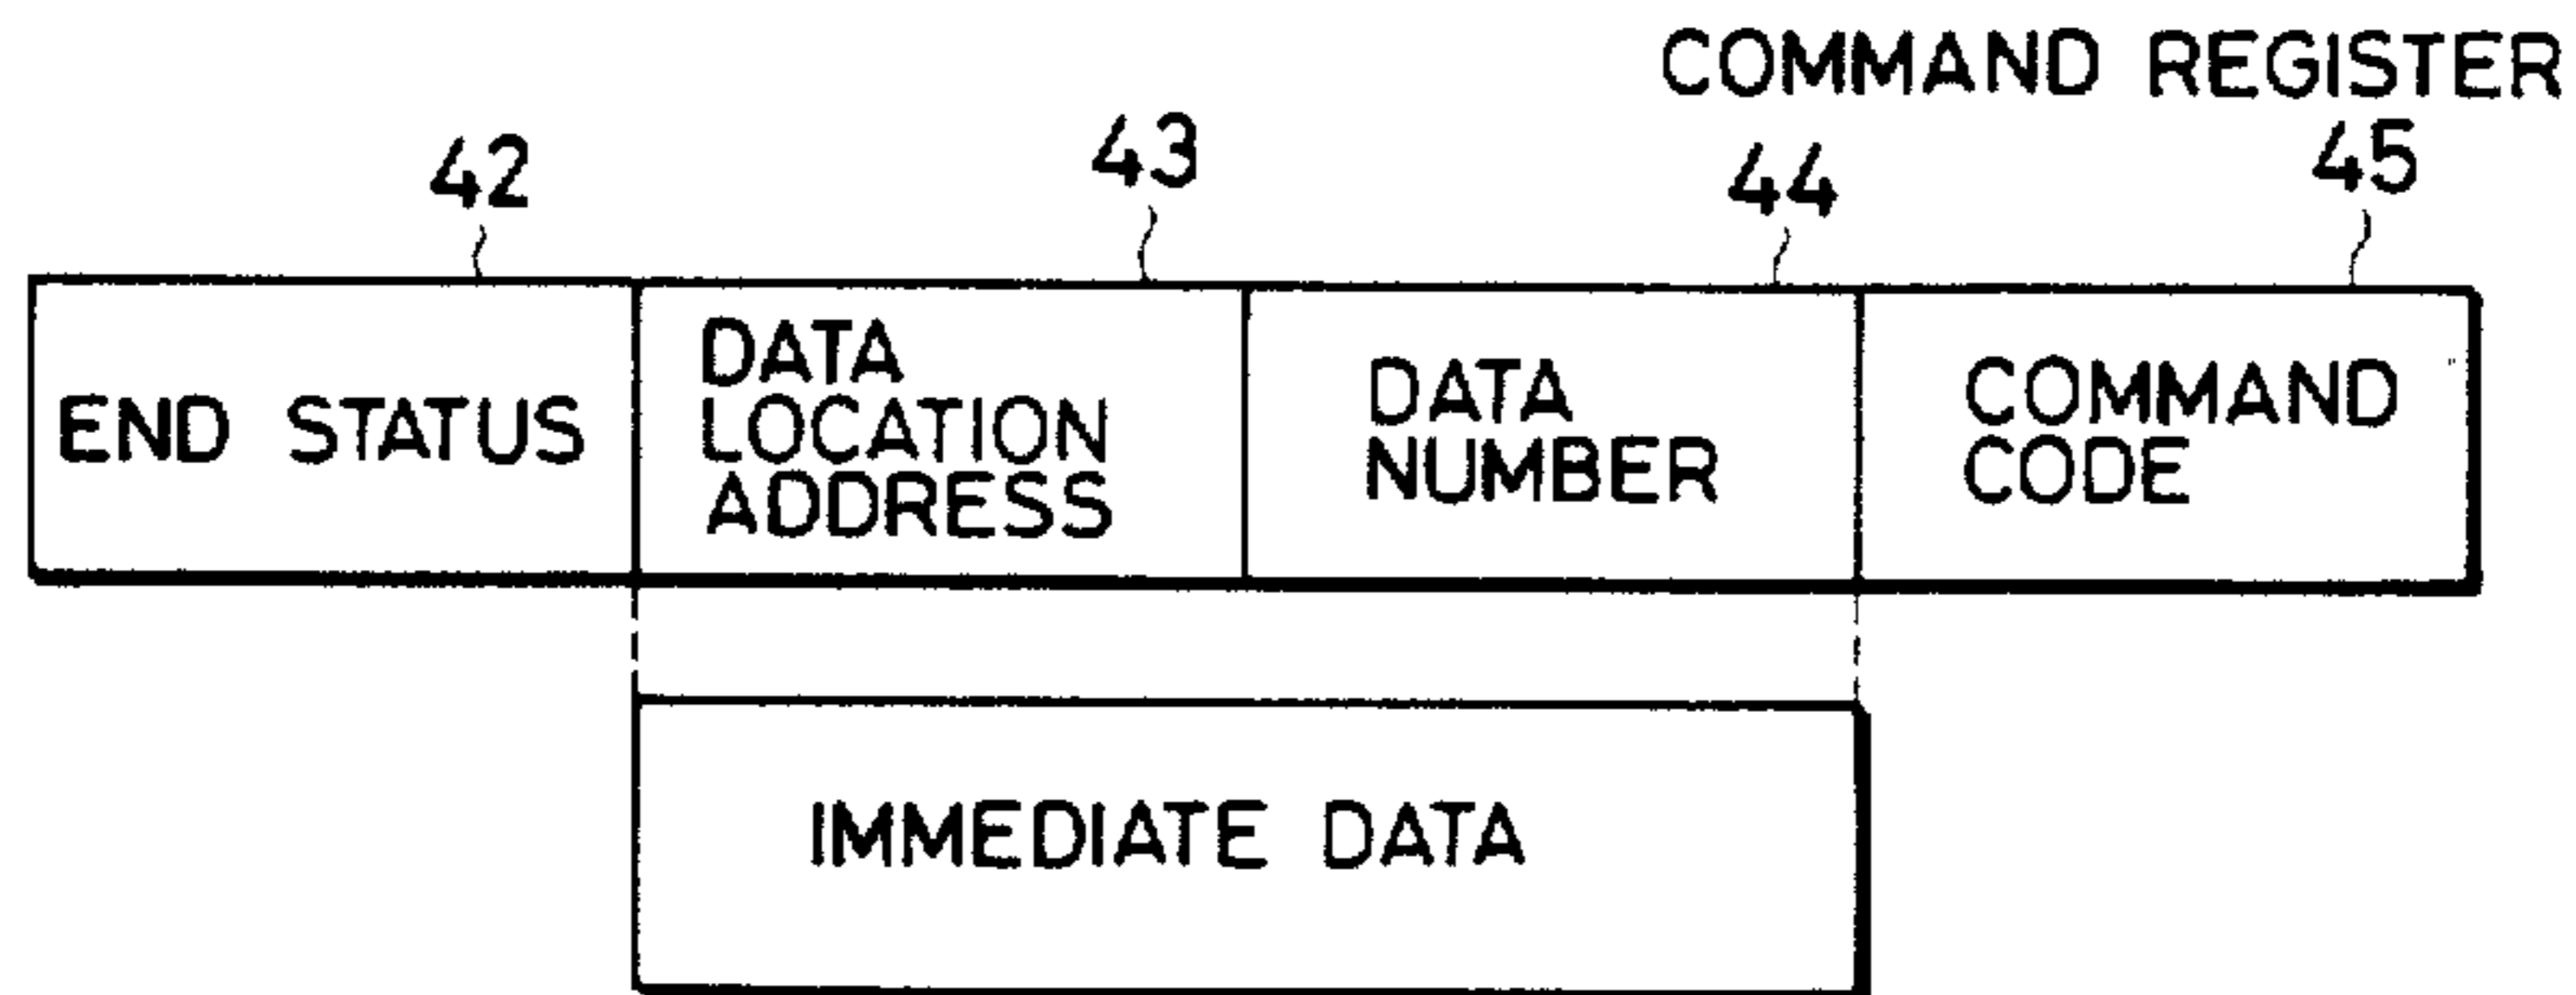 COMMAND REGISTER
42 43 44 45
END STATUS
DATA
LOCATION
ADDRESS
DATA
NUMBER
COMMAND
CODE
IMMEDIATE DATA